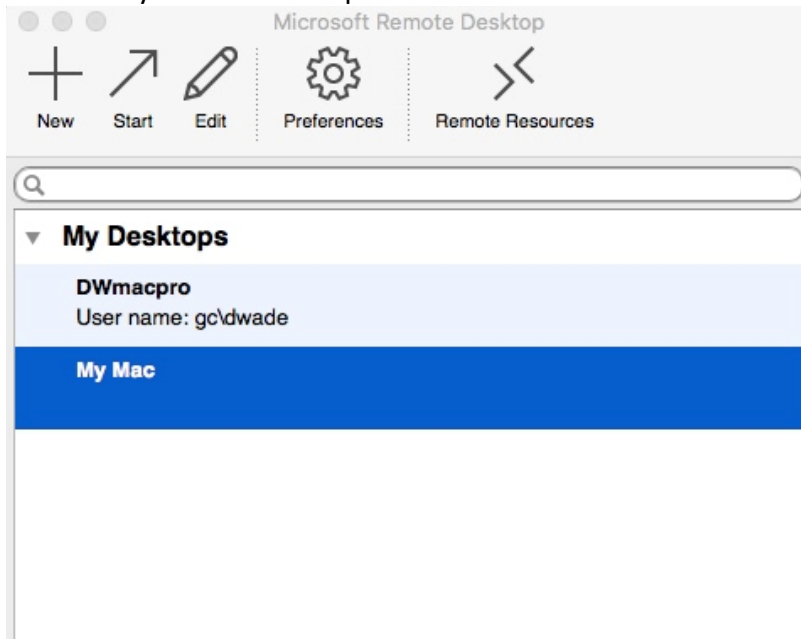 Microsoft Remote Desktop
New Start Edit Preferences Remote Resources
My Desktops
DWmacpro
User name: gc\dwade
My Mac